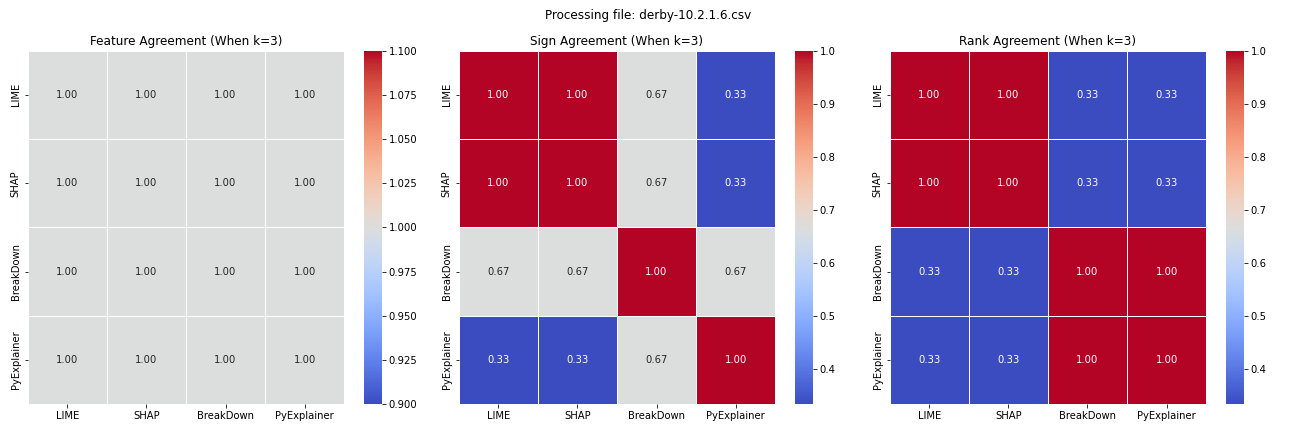 Processing file: derby-10.2.1.6.csv
Feature Agreement (When k=3)
LIME 1.00 1.00 1.00 1.00
SHAP 1.00 1.00 1.00 1.00
BreakDown 1.00 1.00 1.00 1.00
PyExplainer 1.00 1.00 1.00 1.00
LIME SHAP BreakDown PyExplainer
1.100
1.075
1.050
1.025
1.000
0.975
0.950
0.925
0.900
Sign Agreement (When k=3)
LIME 1.00 1.00 0.67 0.33
SHAP 1.00 1.00 0.67 0.33
BreakDown 0.67 0.67 1.00 0.67
PyExplainer 0.33 0.33 0.67 1.00
LIME SHAP BreakDown PyExplainer
1.0
0.9
0.8
0.7
0.6
0.5
0.4
Rank Agreement (When k=3)
LIME 1.00 1.00 0.33 0.33
SHAP 1.00 1.00 0.33 0.33
BreakDown 0.33 0.33 1.00 1.00
PyExplainer 0.33 0.33 1.00 1.00
LIME SHAP BreakDown PyExplainer
1.0
0.9
0.8
0.7
0.6
0.5
0.4